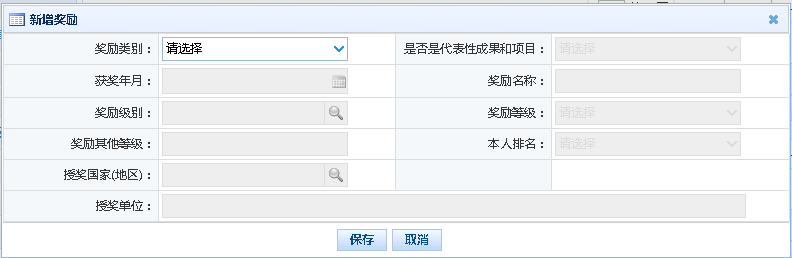 新增奖励
奖励类别： 请选择 是否是代表性成果和项目： 请选择
获奖年月： 奖励名称：
奖励级别： 奖励等级： 请选择
奖励其他等级： 本人排名： 请选择
授奖国家(地区)：
授奖单位：
保存 取消